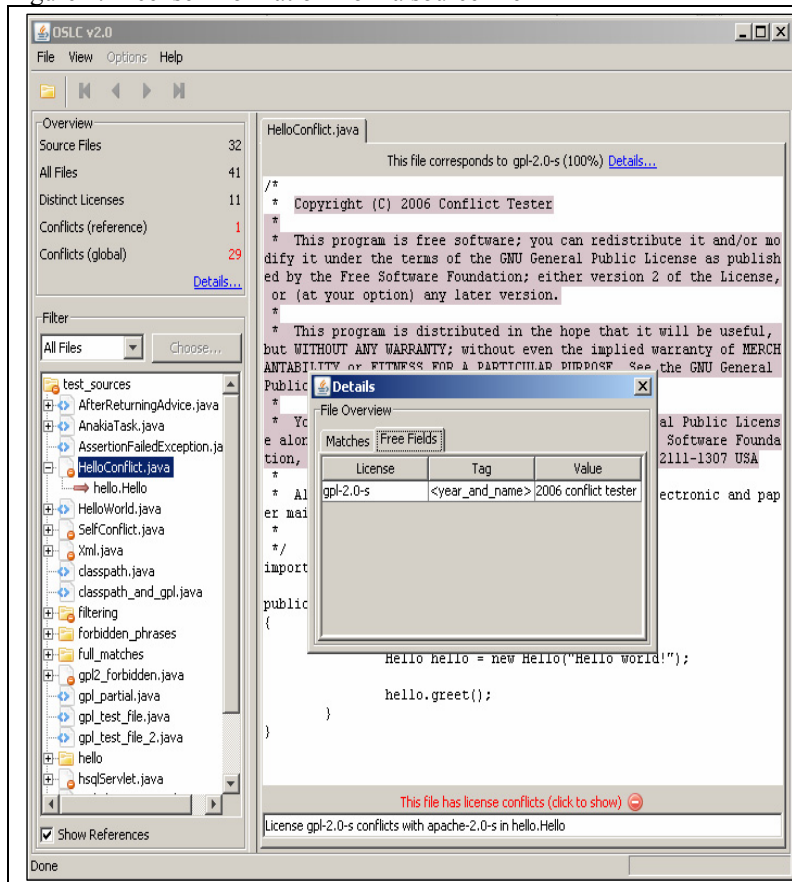 OSLC v2.0
File View Options Help
Overview
Source Files 32
All Files 41
Distinct Licenses 11
Conflicts (reference) 1
Conflicts (global) 29
Details...
Filter
All Files Choose...
test_sources
AfterReturningAdvice.java
AnakiaTask.java
AssertionFailedException.ja
HelloConflict.java
hello.Hello
HelloWorld.java
SelfConflict.java
Xml.java
classpath.java
classpath_and_gpl.java
filtering
forbidden_phrases
full_matches
gpl2_forbidden.java
gpl_partial.java
gpl_test_file.java
gpl_test_file_2.java
hello
hsqlServlet.java
Show References
Done
HelloConflict.java
This file corresponds to gpl-2.0-s (100%) Details...
/*
* Copyright (C) 2006 Conflict Tester
*
* This program is free software; you can redistribute it and/or mo
dify it under the terms of the GNU General Public License as publish
ed by the Free Software Foundation; either version 2 of the License,
or (at your option) any later version.
*
* This program is distributed in the hope that it will be useful,
but WITHOUT ANY WARRANTY; without even the implied warranty of MERCH
ANTABILITY or FITNESS FOR A PARTICULAR PURPOSE. See the GNU General
Public
*
* Yo al Public Licens
e alon Software Founda
tion, 2111-1307 USA
*
* Al ectronic and pap
er mai
*
*/
import
public
{
Hello hello = new Hello("Hello world!");
hello.greet();
}
}
Details
File Overview
Matches Free Fields
License Tag Value
gpl-2.0-s <year_and_name> 2006 conflict tester
This file has license conflicts (click to show)
License gpl-2.0-s conflicts with apache-2.0-s in hello.Hello